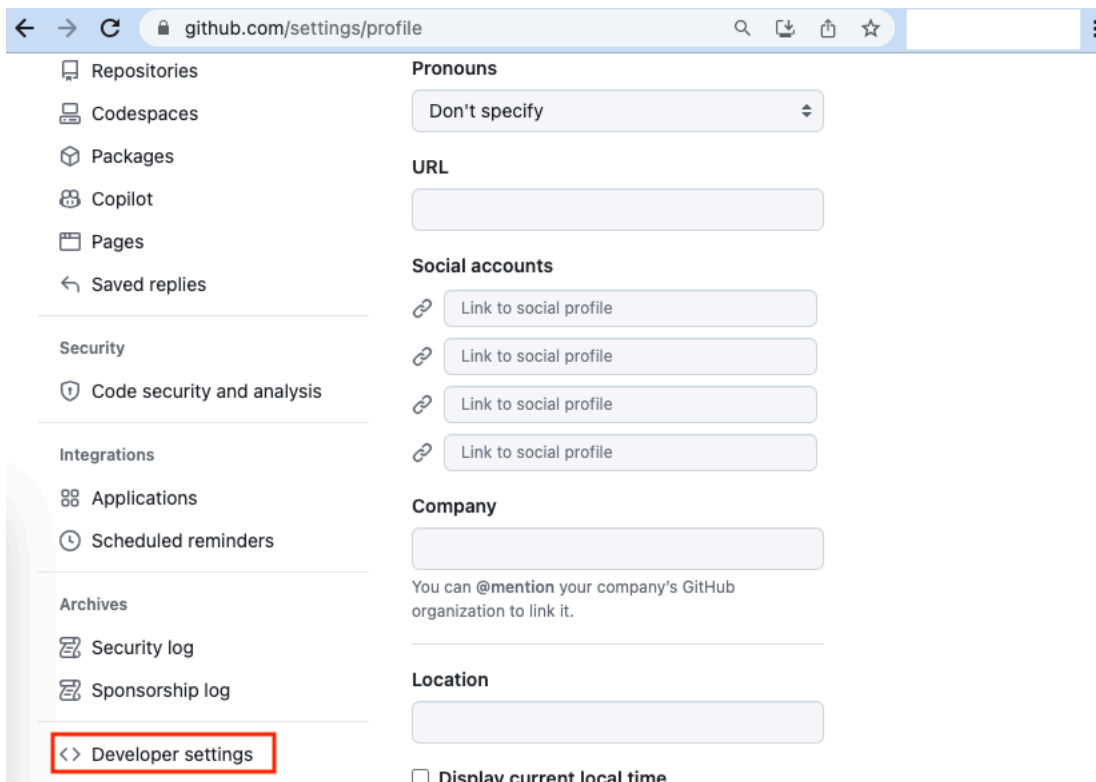 github.com/settings/profile
Repositories
Codespaces
Packages
Copilot
Pages
Saved replies
Security
Code security and analysis
Integrations
Applications
Scheduled reminders
Archives
Security log
Sponsorship log
<> Developer settings
Pronouns
Don't specify
URL
Social accounts
Link to social profile
Link to social profile
Link to social profile
Link to social profile
Company
You can @mention your company's GitHub
organization to link it.
Location
Display current local time